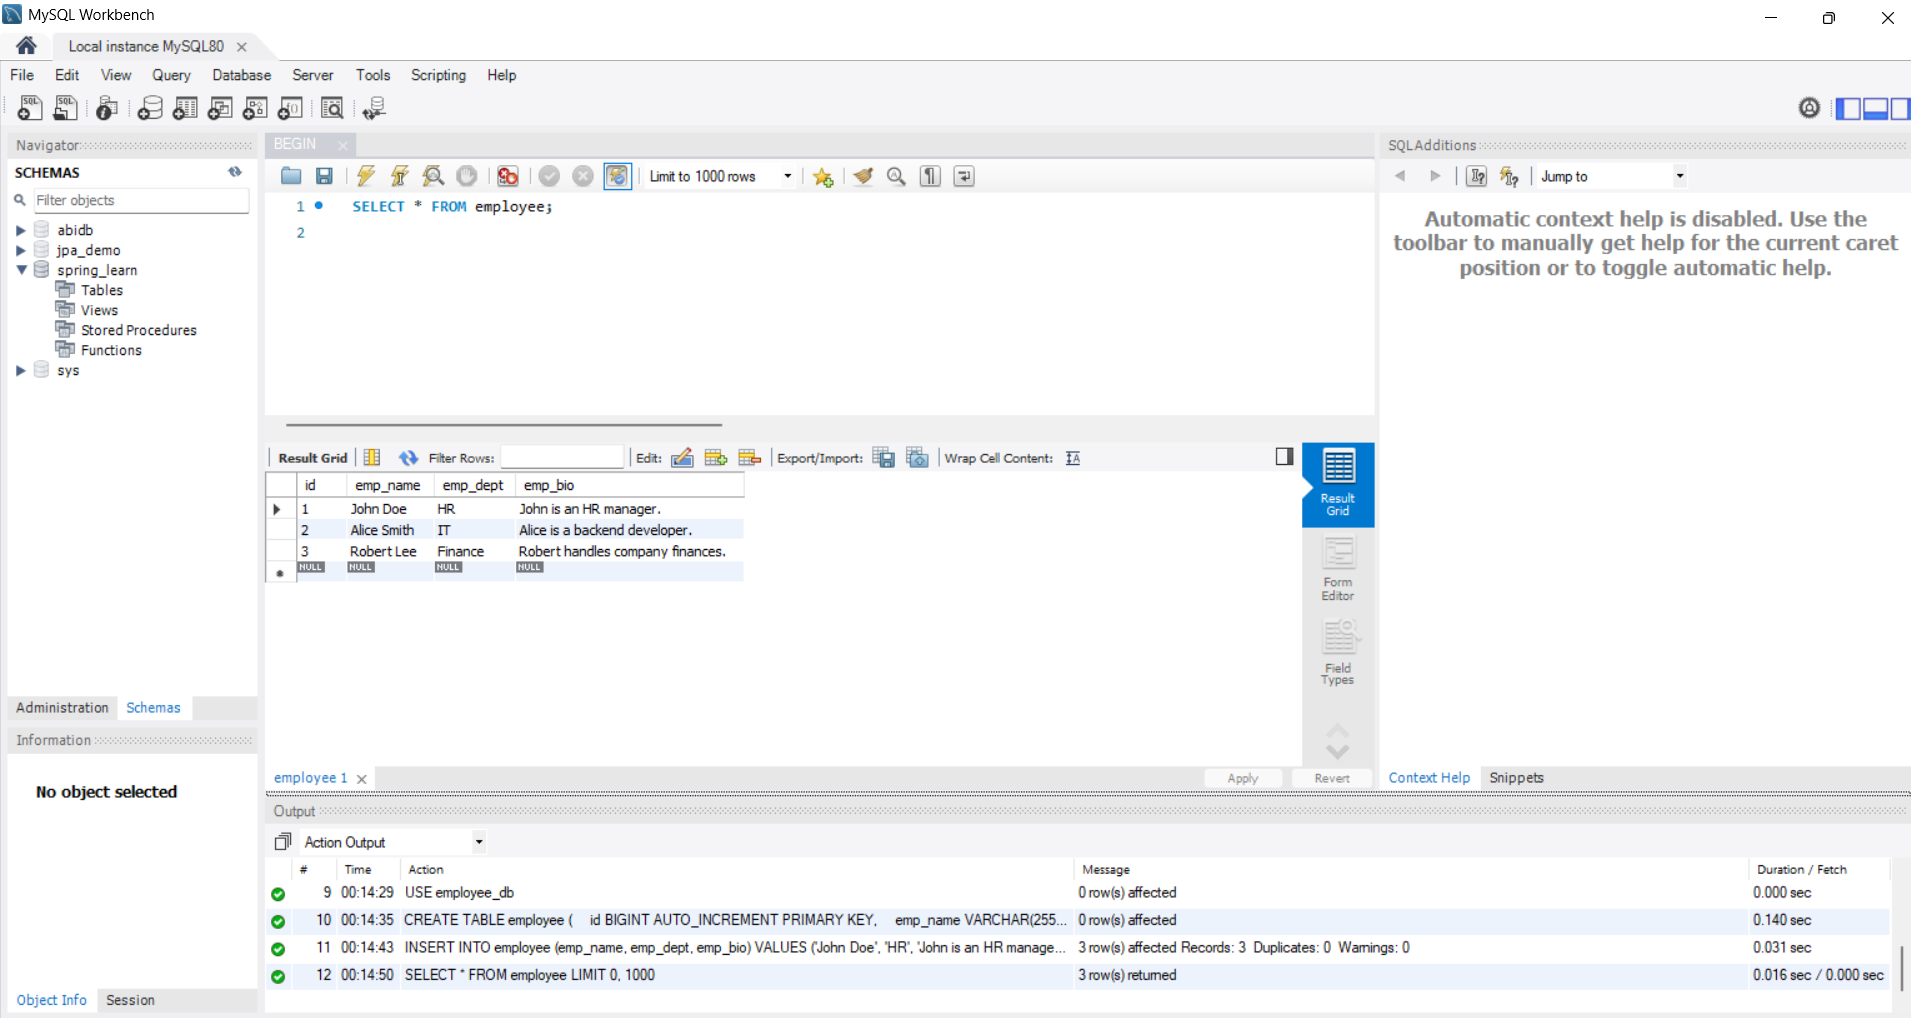 MySQL Workbench
Local instance MySQL80
File Edit View Query Database Server Tools Scripting Help
Navigator
SCHEMAS
Filter objects
abidb
jpa_demo
spring_learn
Tables
Views
Stored Procedures
Functions
sys
Administration Schemas
Information
No object selected
Object Info Session
BEGIN
Limit to 1000 rows
1 SELECT * FROM employee;
2
Result Grid Filter Rows: Edit: Export/Import: Wrap Cell Content:
id emp_name emp_dept emp_bio
1 John Doe HR John is an HR manager.
2 Alice Smith IT Alice is a backend developer.
3 Robert Lee Finance Robert handles company finances.
NULL NULL NULL NULL
Result
Grid
Form
Editor
Field
Types
employee 1 Apply Revert
SQLAdditions
Jump to
Automatic context help is disabled. Use the
toolbar to manually get help for the current caret
position or to toggle automatic help.
Context Help Snippets
Output
Action Output
# Time Action Message Duration / Fetch
9 00:14:29 USE employee_db 0 row(s) affected 0.000 sec
10 00:14:35 CREATE TABLE employee ( id BIGINT AUTO_INCREMENT PRIMARY KEY, emp_name VARCHAR(255... 0 row(s) affected 0.140 sec
11 00:14:43 INSERT INTO employee (emp_name, emp_dept, emp_bio) VALUES ('John Doe', 'HR', 'John is an HR manage... 3 row(s) affected Records: 3 Duplicates: 0 Warnings: 0 0.031 sec
12 00:14:50 SELECT * FROM employee LIMIT 0, 1000 3 row(s) returned 0.016 sec / 0.000 sec